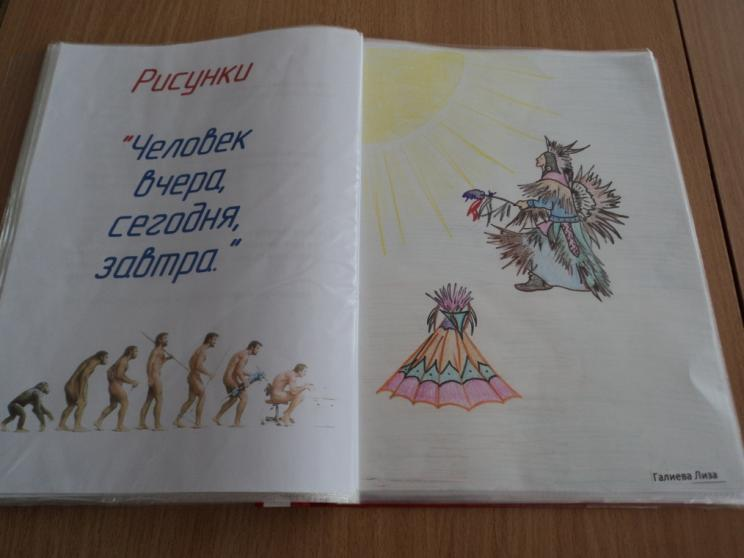 Рисунки
"Человек
вчера,
сегодня,
завтра."
Галиева Лиза